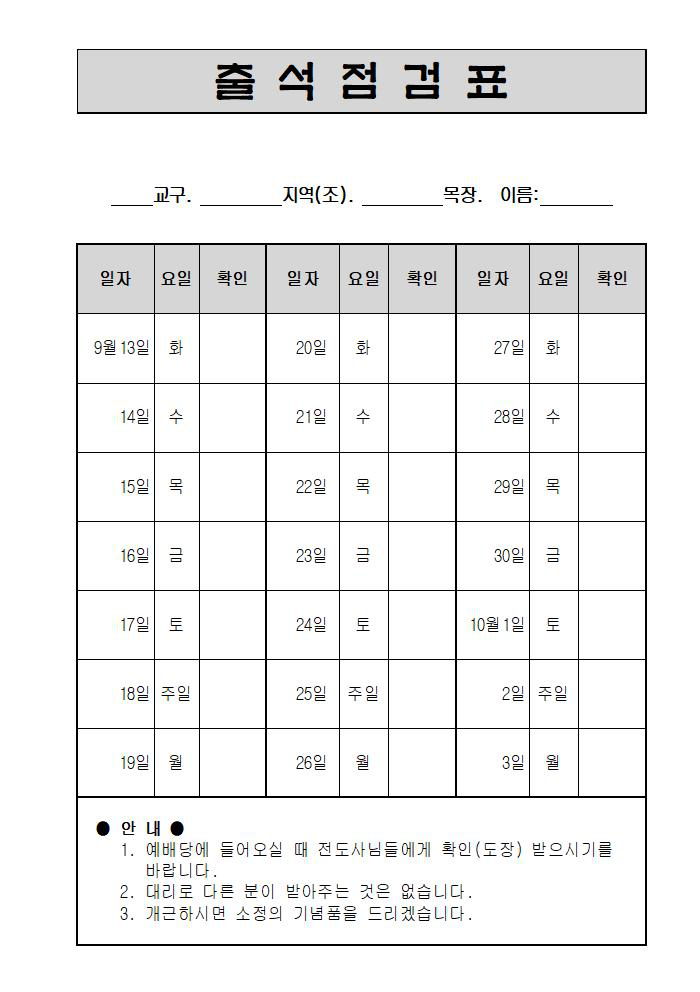 출 석 점 검 표
____교구. ________지역(조). ________목장. 이름:_______
일자 요일 확인 일자 요일 확인 일자 요일 확인
9월 13일 화 20일 화 27일 화
14일 수 21일 수 28일 수
15일 목 22일 목 29일 목
16일 금 23일 금 30일 금
17일 토 24일 토 10월 1일 토
18일 주일 25일 주일 2일 주일
19일 월 26일 월 3일 월
● 안 내 ●
1. 예배당에 들어오실 때 전도사님들에게 확인(도장) 받으시기를
바랍니다.
2. 대리로 다른 분이 받아주는 것은 없습니다.
3. 개근하시면 소정의 기념품을 드리겠습니다.